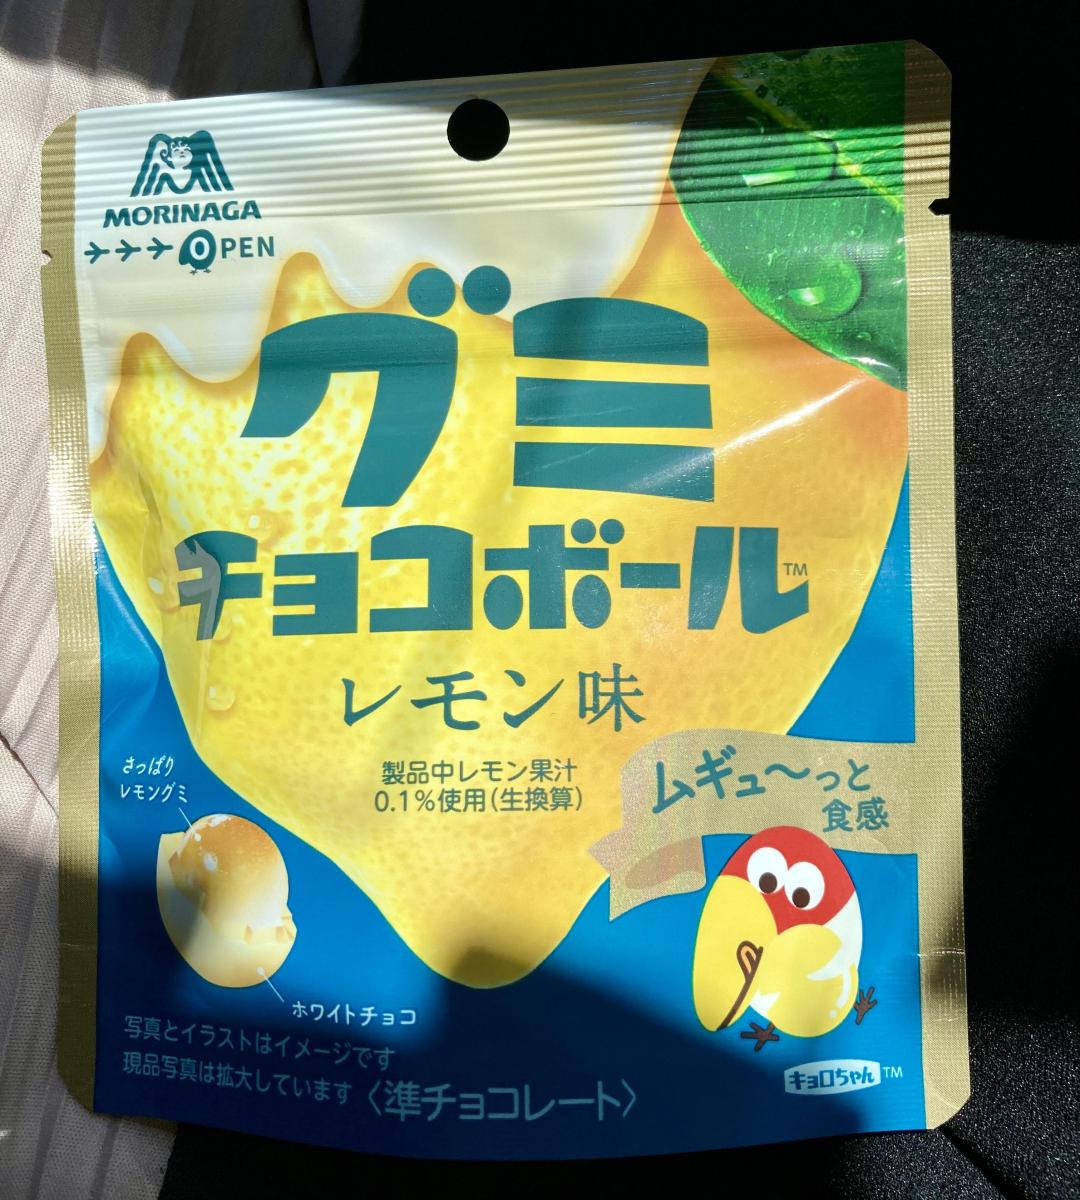 MORINAGA
OPEN
グミ
チョコボール™
レモン味
製品中レモン果汁
0.1%使用(生換算)
ムギュ〜っと
食感
さっぱり
レモングミ
ホワイトチョコ
写真とイラストはイメージです
現品写真は拡大しています
〈準チョコレート〉
キョロちゃん™